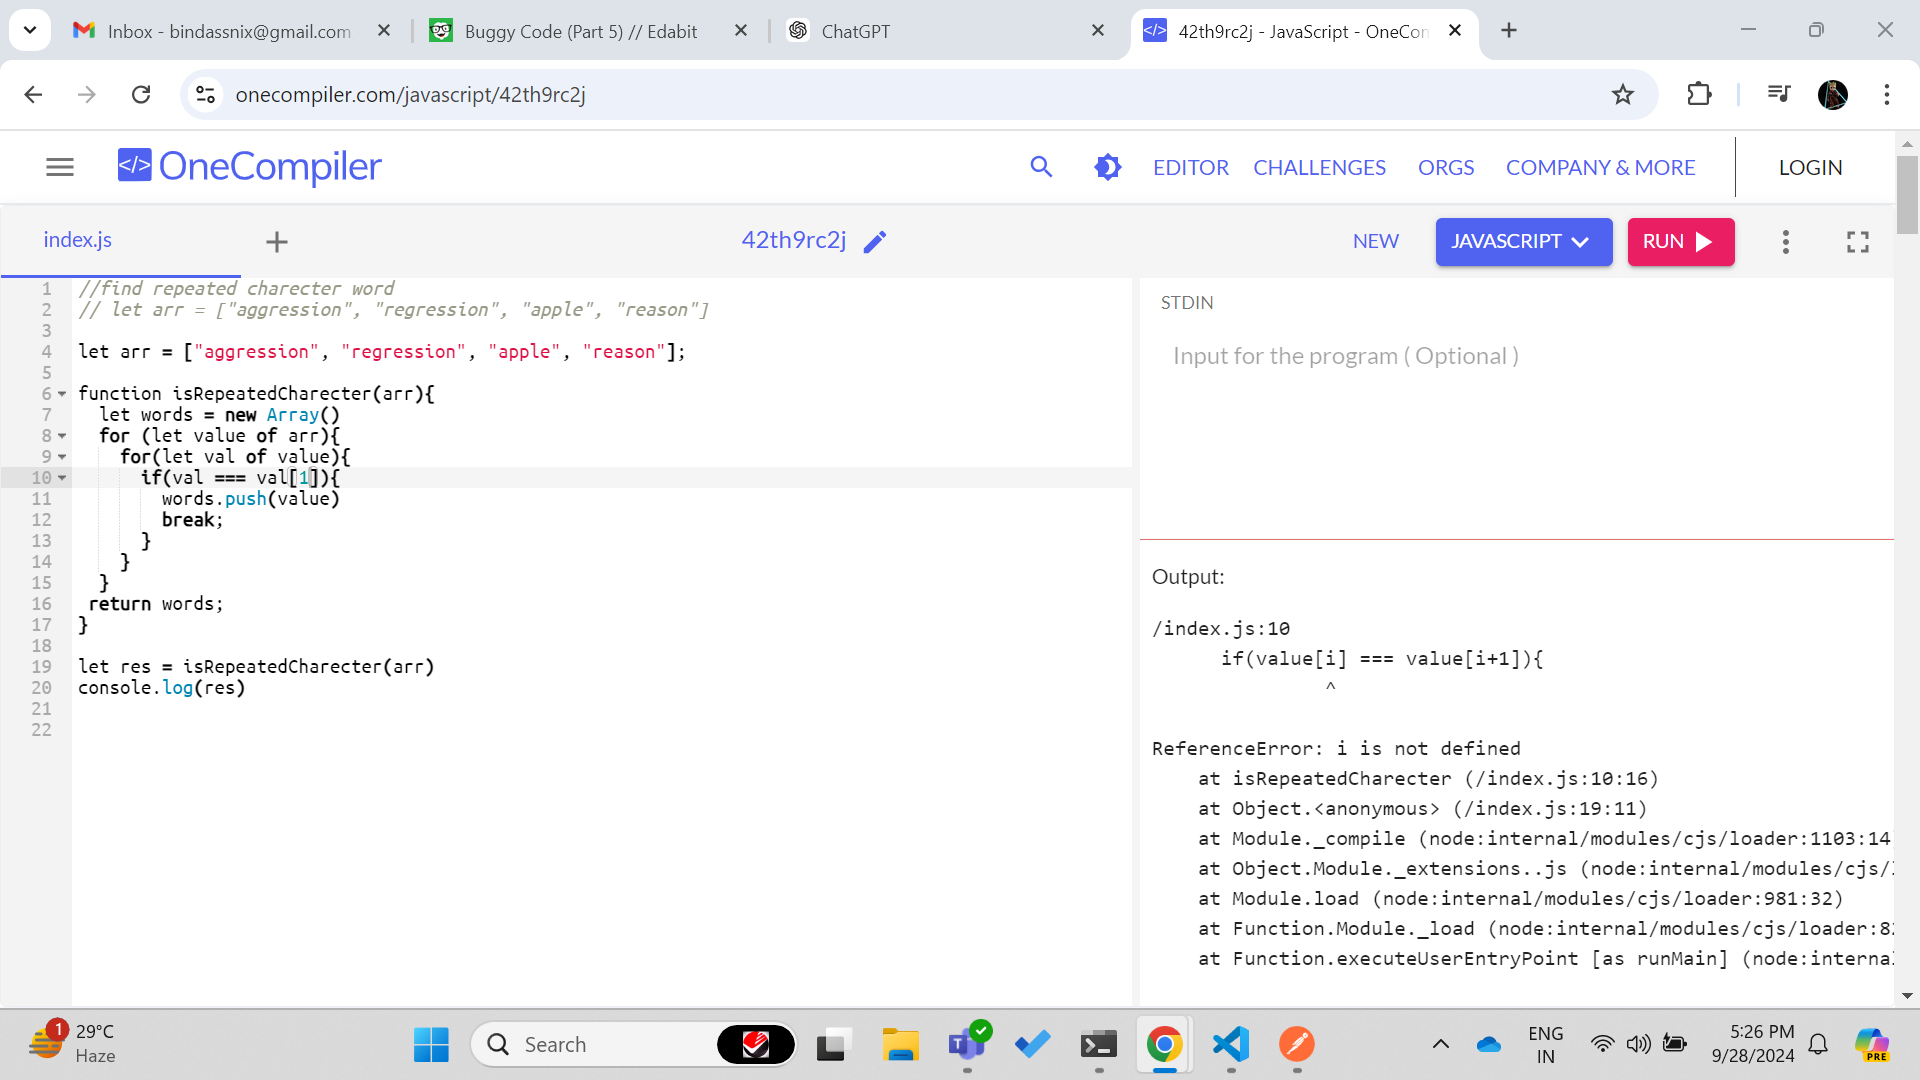 Inbox - bindassnix@gmail.com
Buggy Code (Part 5) // Edabit
ChatGPT
42th9rc2j - JavaScript - OneCon
onecompiler.com/javascript/42th9rc2j
</> OneCompiler
EDITOR
CHALLENGES
ORGS
COMPANY & MORE
LOGIN
index.js
42th9rc2j
NEW
JAVASCRIPT
RUN
1 //find repeated charecter word
2 // let arr = ["aggression", "regression", "apple", "reason"]
3
4 let arr = ["aggression", "regression", "apple", "reason"];
5
6 function isRepeatedCharecter(arr){
7 let words = new Array()
8 for (let value of arr){
9 for(let val of value){
10 if(val === val[1]){
11 words.push(value)
12 break;
13 }
14 }
15 }
16 return words;
17 }
18
19 let res = isRepeatedCharecter(arr)
20 console.log(res)
21
22
STDIN
Input for the program ( Optional )
Output:
/index.js:10
if(value[i] === value[i+1]){
^
ReferenceError: i is not defined
at isRepeatedCharecter (/index.js:10:16)
at Object.<anonymous> (/index.js:19:11)
at Module._compile (node:internal/modules/cjs/loader:1103:14
at Object.Module._extensions..js (node:internal/modules/cjs/
at Module.load (node:internal/modules/cjs/loader:981:32)
at Function.Module._load (node:internal/modules/cjs/loader:82
at Function.executeUserEntryPoint [as runMain] (node:interna
1
29°C
Haze
Search
ENG
IN
5:26 PM
9/28/2024
PRE